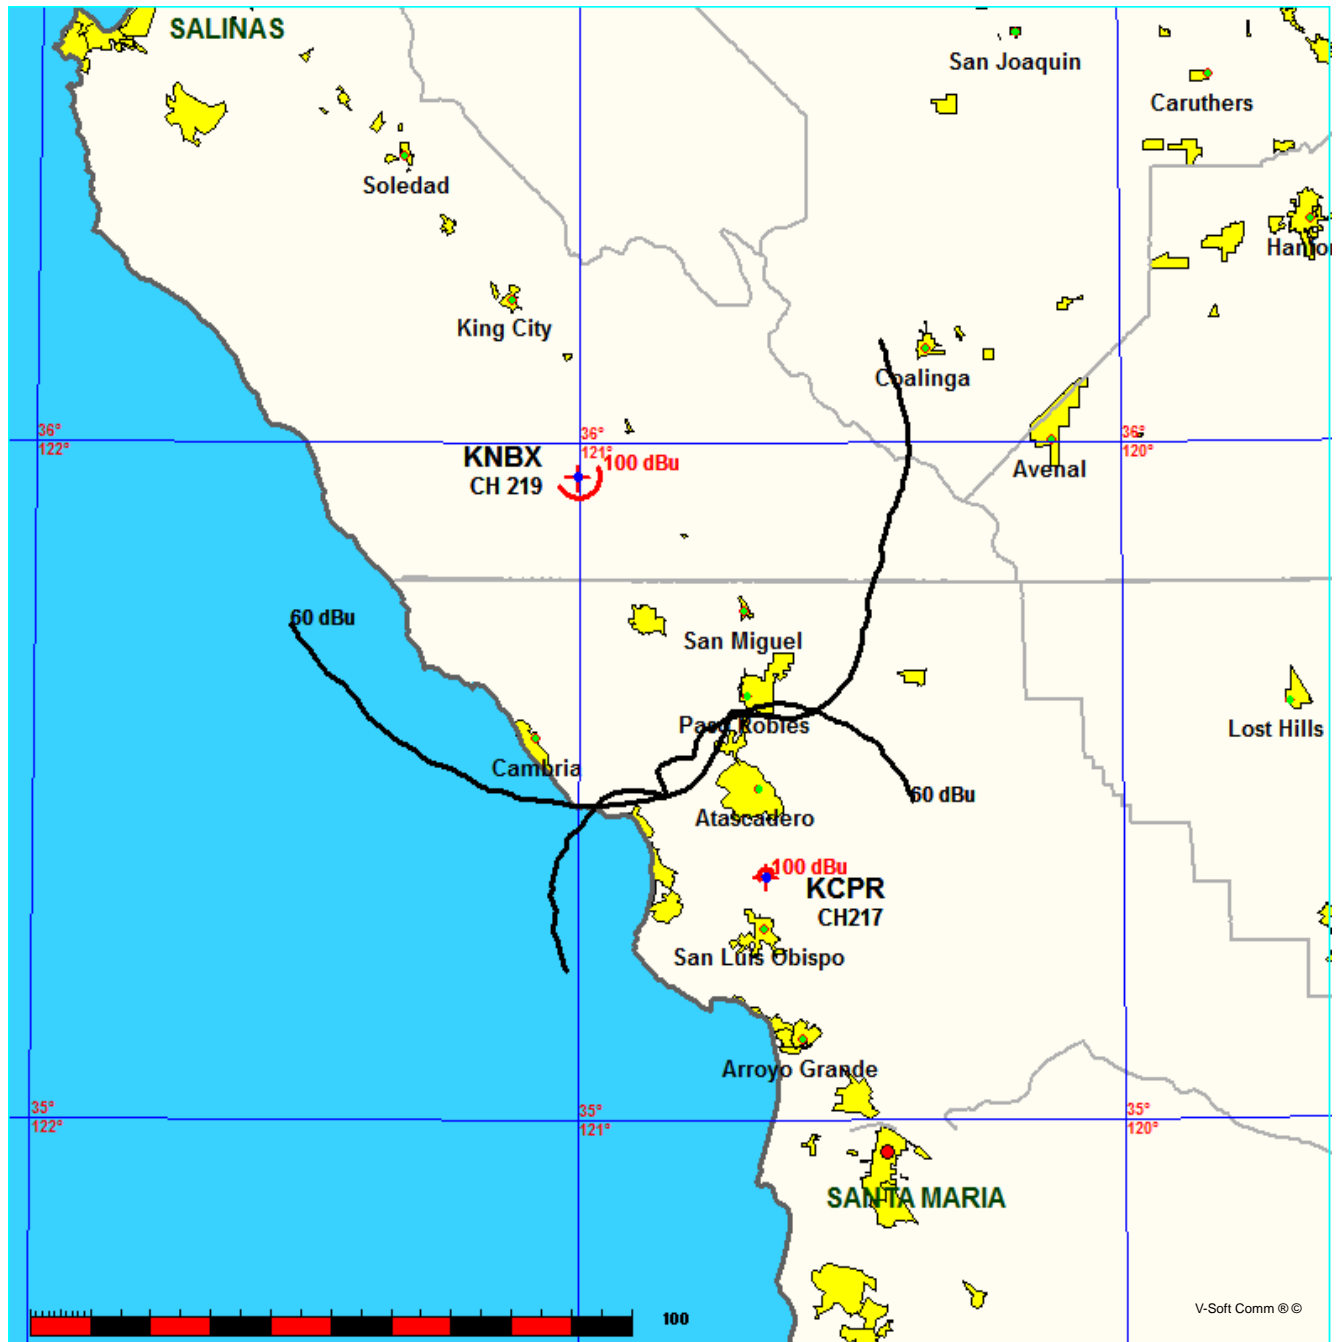 SALINAS
San Joaquin
Caruthers
Soledad
Hanfor
King City
Coalinga
36°
122°
36°
121°
36°
120°
KNBX
CH 219
100 dBu
Avenal
60 dBu
San Miguel
Paso Robles
Lost Hills
Cambria
60 dBu
Atascadero
100 dBu
KCPR
CH217
San Luis Obispo
Arroyo Grande
35°
122°
35°
121°
35°
120°
SANTA MARIA
100
V-Soft Comm ® ©